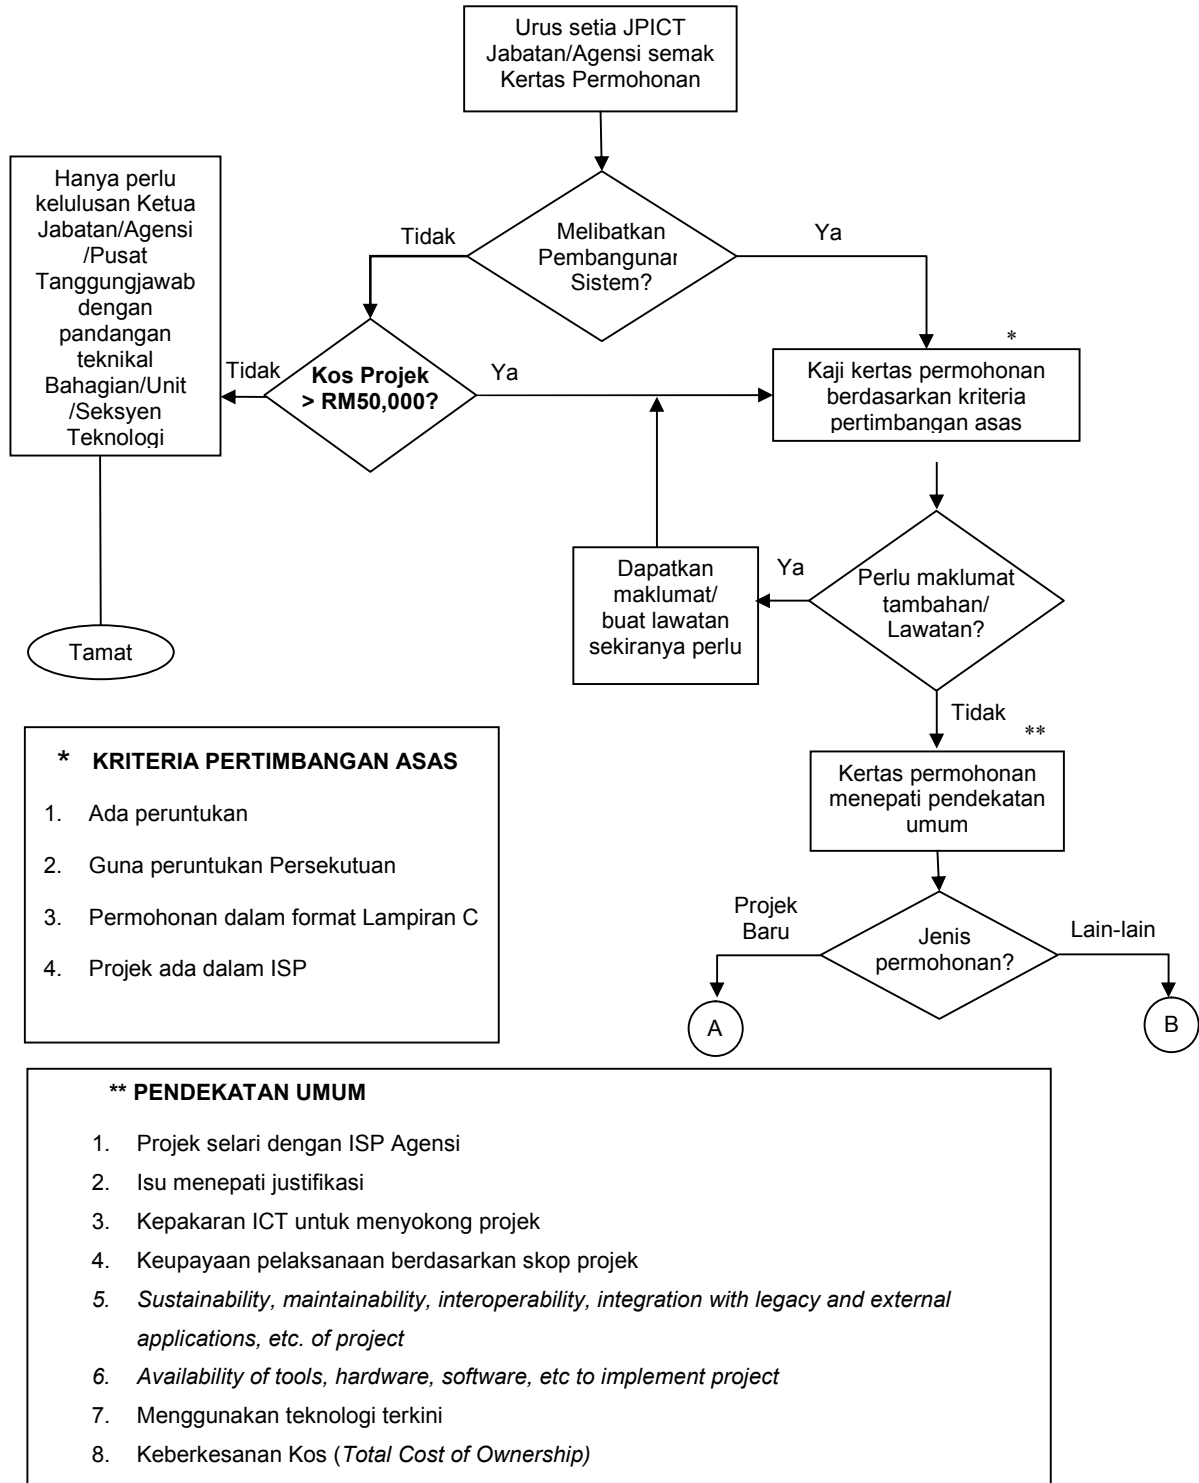 Urus setia JPICT
Jabatan/Agensi semak
Kertas Permohonan
Hanya perlu
kelulusan Ketua
Jabatan/Agensi
/Pusat
Tanggungjawab
dengan
pandangan
teknikal
Bahagian/Unit
/Seksyen
Teknologi
Tidak
Melibatkan
Pembangunan
Sistem?
Ya
Tidak
Kos Projek
> RM50,000?
Ya
*
Kaji kertas permohonan
berdasarkan kriteria
pertimbangan asas
Dapatkan
maklumat/
buat lawatan
sekiranya perlu
Ya
Perlu maklumat
tambahan/
Lawatan?
Tamat
Tidak
**
Kertas permohonan
menepati pendekatan
umum
* KRITERIA PERTIMBANGAN ASAS
1. Ada peruntukan
2. Guna peruntukan Persekutuan
3. Permohonan dalam format Lampiran C
4. Projek ada dalam ISP
Projek
Baru
Jenis
permohonan?
Lain-lain
A
B
** PENDEKATAN UMUM
1. Projek selari dengan ISP Agensi
2. Isu menepati justifikasi
3. Kepakaran ICT untuk menyokong projek
4. Keupayaan pelaksanaan berdasarkan skop projek
5. Sustainability, maintainability, interoperability, integration with legacy and external
applications, etc. of project
6. Availability of tools, hardware, software, etc to implement project
7. Menggunakan teknologi terkini
8. Keberkesanan Kos (Total Cost of Ownership)